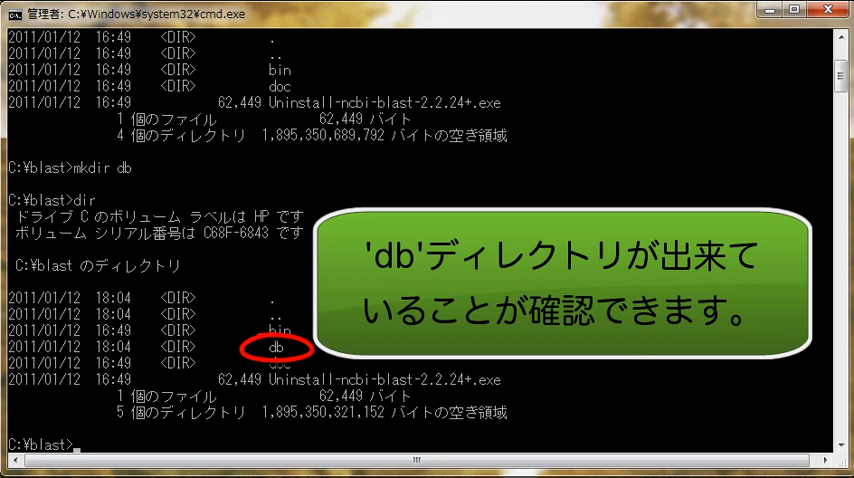 管理者: C:¥Windows¥system32¥cmd.exe
2011/01/12  16:49    <DIR>          .
2011/01/12  16:49    <DIR>          ..
2011/01/12  16:49    <DIR>          bin
2011/01/12  16:49    <DIR>          doc
2011/01/12  16:49            62,449 Uninstall-ncbi-blast-2.2.24+.exe
1 個のファイル              62,449 バイト
4 個のディレクトリ  1,895,350,689,792 バイトの空き領域
C:¥blast>mkdir db
C:¥blast>dir
ドライブ C のボリューム ラベルは HP です
ボリューム シリアル番号は C68F-6843 です
C:¥blast のディレクトリ
'db'ディレクトリが出来て
いることが確認できます。
2011/01/12  18:04    <DIR>          .
2011/01/12  18:04    <DIR>          ..
2011/01/12  16:49    <DIR>          bin
2011/01/12  18:04    <DIR>          db
2011/01/12  16:49    <DIR>          doc
2011/01/12  16:49            62,449 Uninstall-ncbi-blast-2.2.24+.exe
1 個のファイル              62,449 バイト
5 個のディレクトリ  1,895,350,321,152 バイトの空き領域
C:¥blast>_